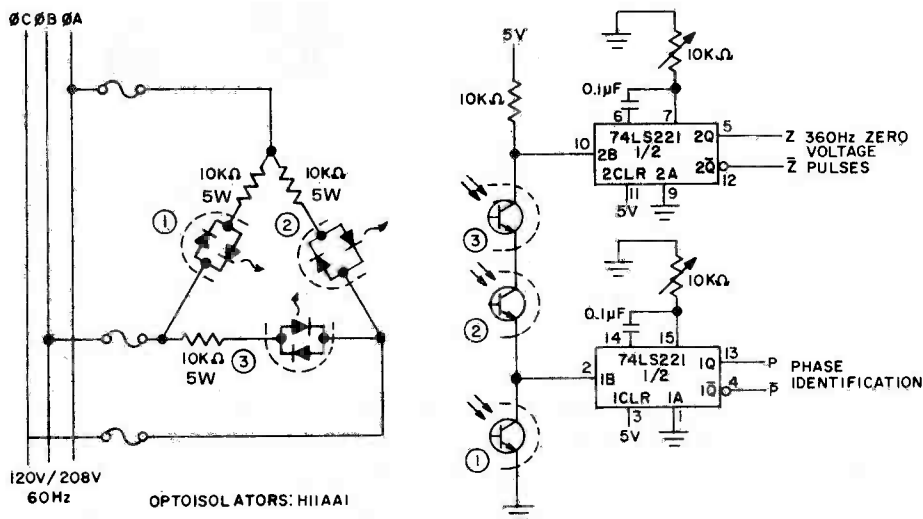 ØC ØB ØA
10KΩ
5W
10KΩ
5W
①
②
10KΩ
5W
③
120V/208V
60Hz
OPTOISOLATORS: H11AA1
5V
10KΩ
10KΩ
0.1µF
6
7
10
74LS221
1/2
2B
2Q
2Q̅
2CLR
2A
5
12
11
9
5V
Z 360Hz ZERO
VOLTAGE
Z̅ PULSES
③
②
①
10KΩ
0.1µF
14
15
2
74LS221
1/2
1B
1Q
1Q̅
1CLR
1A
13
4
3
1
5V
P PHASE
IDENTIFICATION
P̅